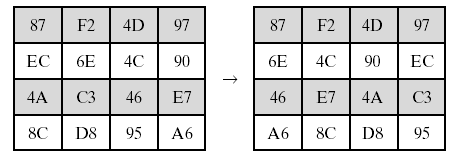 87 F2 4D 97 87 F2 4D 97
EC 6E 4C 90 6E 4C 90 EC
→
4A C3 46 E7 46 E7 4A C3
8C D8 95 A6 A6 8C D8 95